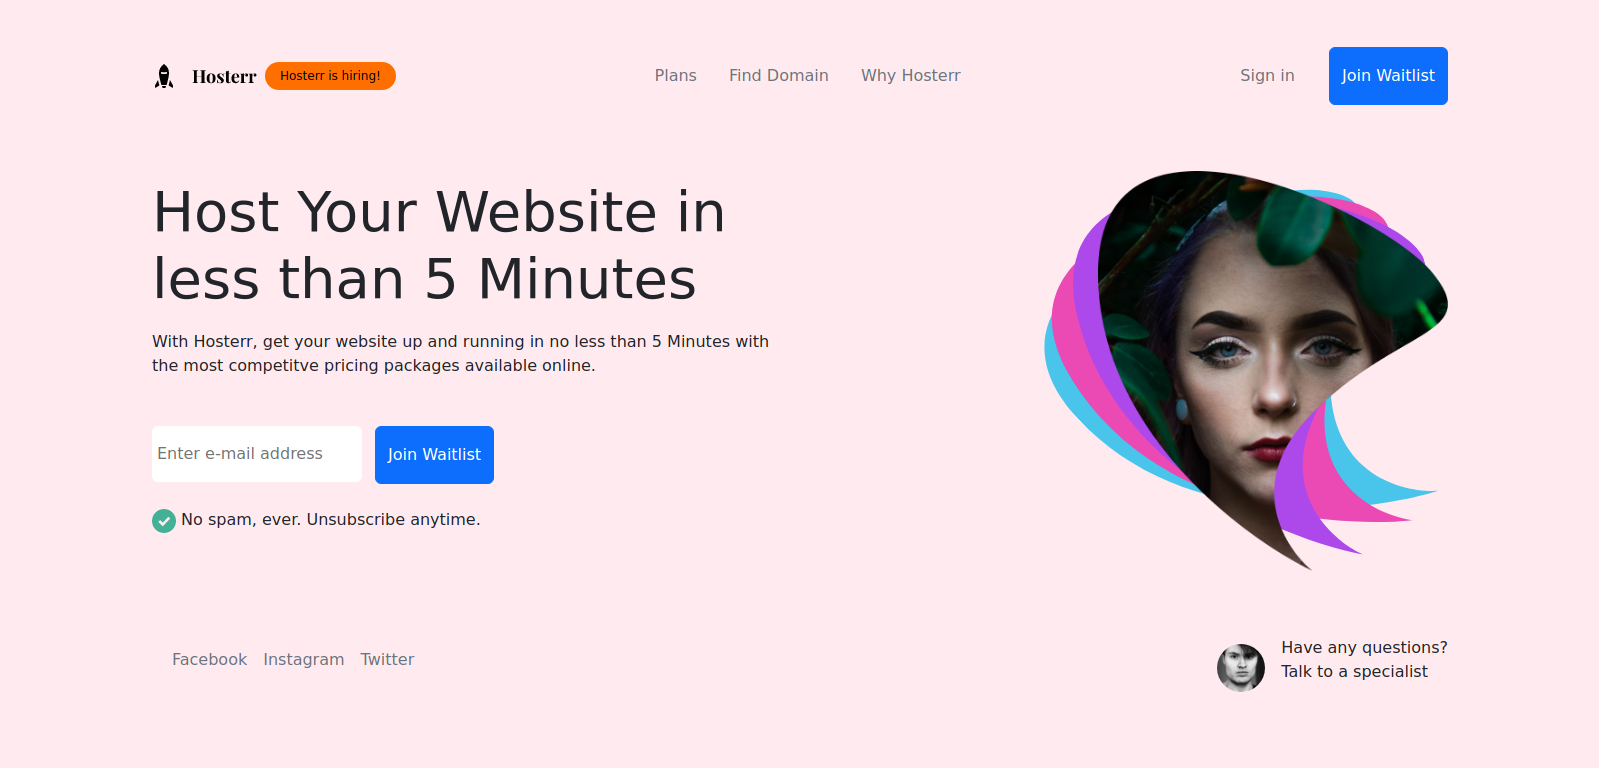 Hosterr
Hosterr is hiring!
Plans
Find Domain
Why Hosterr
Sign in
Join Waitlist
Host Your Website in
less than 5 Minutes
With Hosterr, get your website up and running in no less than 5 Minutes with
the most competitve pricing packages available online.
Enter e-mail address
Join Waitlist
No spam, ever. Unsubscribe anytime.
Facebook
Instagram
Twitter
Have any questions?
Talk to a specialist